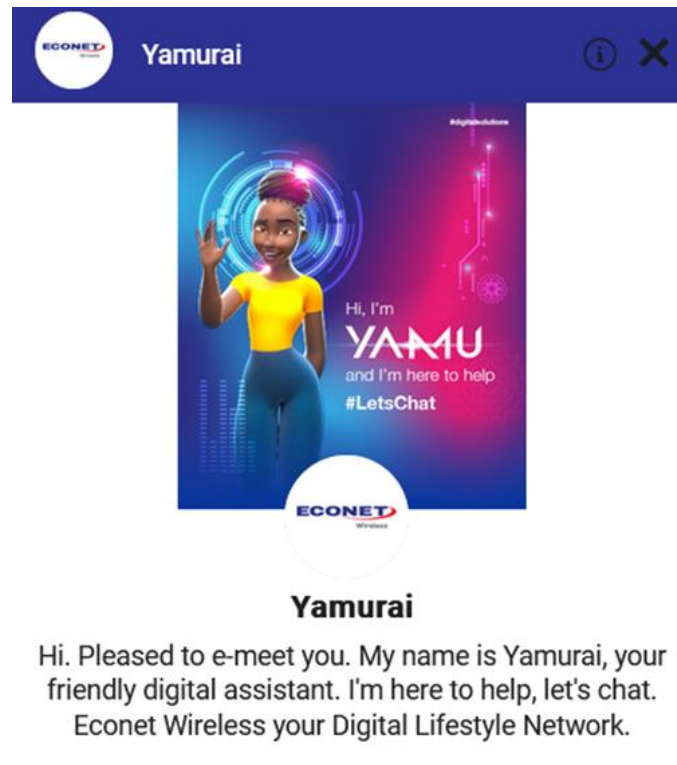 ECONET
Wireless
Yamurai
#digitalsolutions
Hi, I'm
YAMU
and I'm here to help
#LetsChat
ECONET
Wireless
Yamurai
Hi. Pleased to e-meet you. My name is Yamurai, your
friendly digital assistant. I'm here to help, let's chat.
Econet Wireless your Digital Lifestyle Network.